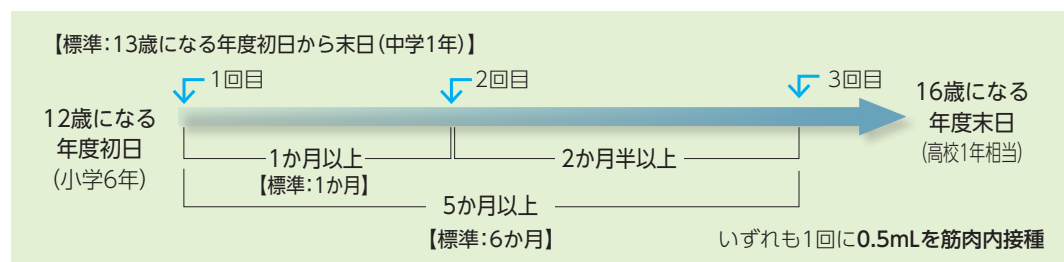 【標準：13歳になる年度初日から末日（中学1年）】
1回目
2回目
3回目
12歳になる
年度初日
（小学6年）
16歳になる
年度末日
（高校1年相当）
1か月以上
【標準：1か月】
2か月半以上
5か月以上
【標準：6か月】
いずれも1回に0.5mLを筋肉内接種